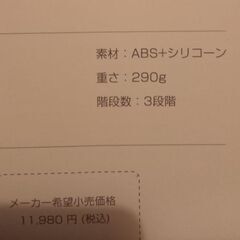 素材：ABS+シリコーン
重さ：290g
階段数：3段階
メーカー希望小売価格
11,980 円 (税込)